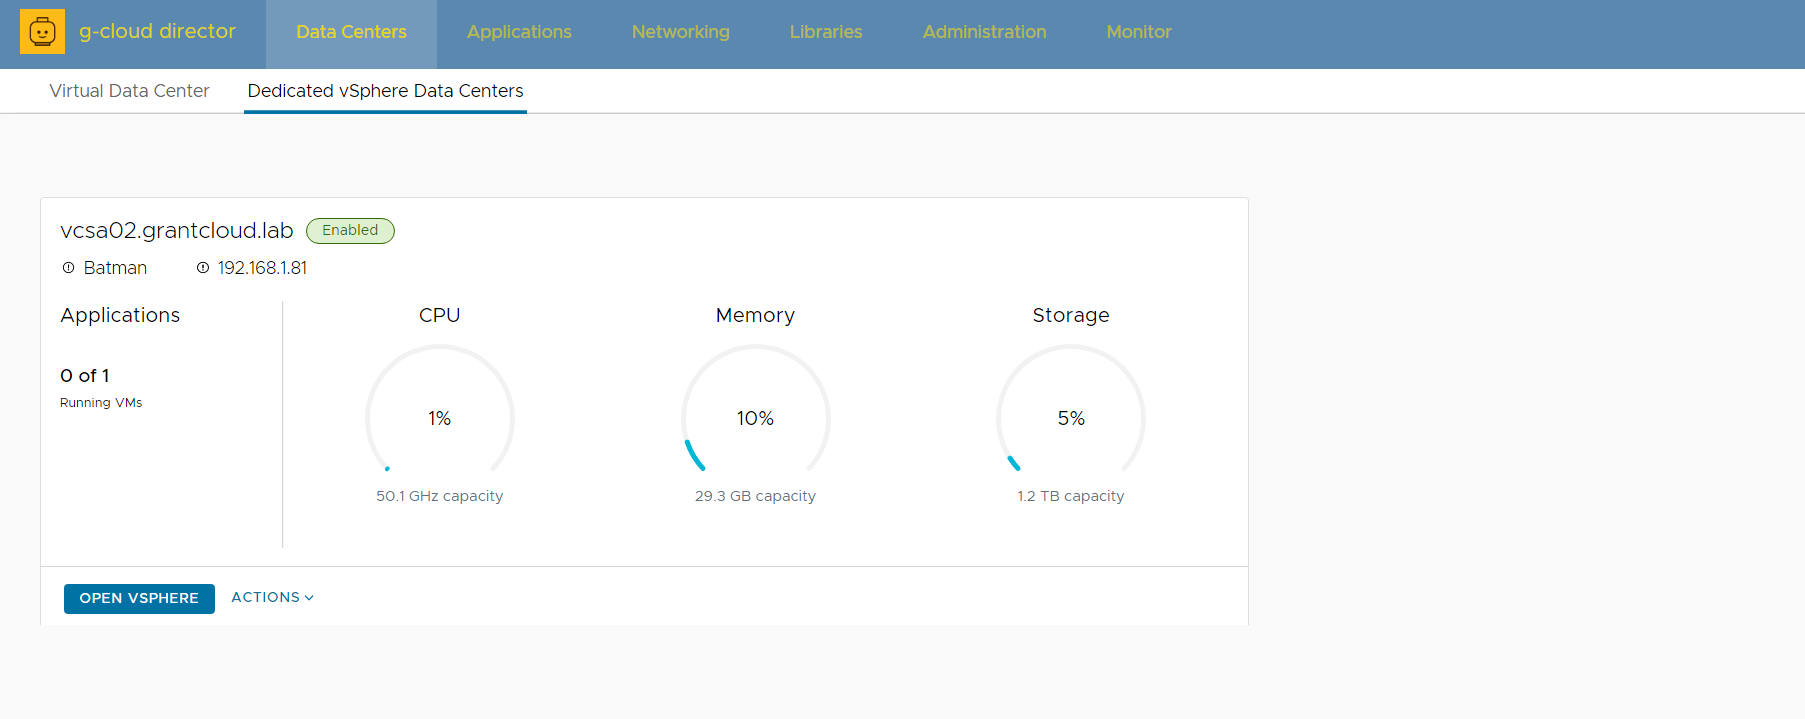 g-cloud director
Data Centers
Applications
Networking
Libraries
Administration
Monitor
Virtual Data Center
Dedicated vSphere Data Centers
vcsa02.grantcloud.lab
Enabled
Batman
192.168.1.81
Applications
0 of 1
Running VMs
CPU
1%
50.1 GHz capacity
Memory
10%
29.3 GB capacity
Storage
5%
1.2 TB capacity
OPEN VSPHERE
ACTIONS